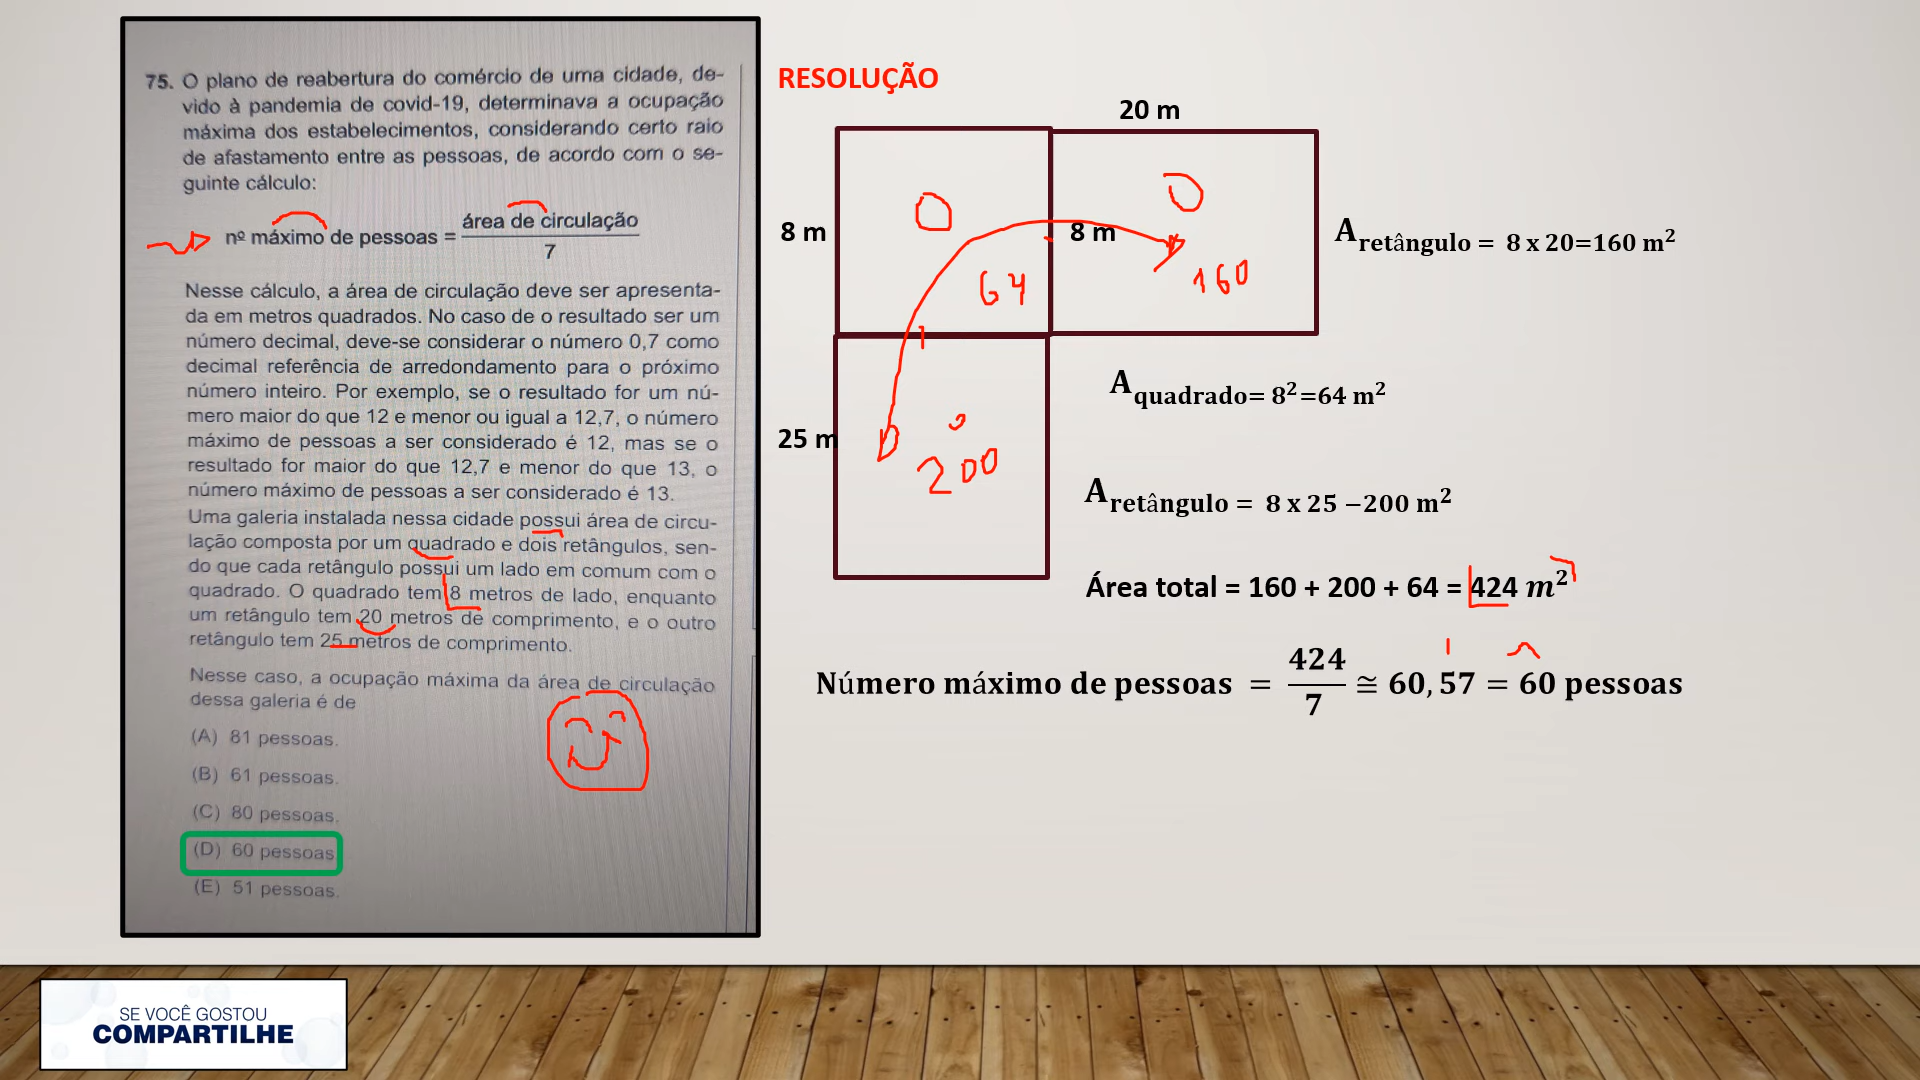 75. O plano de reabertura do comércio de uma cidade, de-
vido à pandemia de covid-19, determinava a ocupação
máxima dos estabelecimentos, considerando certo raio
de afastamento entre as pessoas, de acordo com o se-
guinte cálculo:
nº máximo de pessoas = área de circulação / 7
Nesse cálculo, a área de circulação deve ser apresenta-
da em metros quadrados. No caso de o resultado ser um
número decimal, deve-se considerar o número 0,7 como
decimal referência de arredondamento para o próximo
número inteiro. Por exemplo, se o resultado for um nú-
mero maior do que 12 e menor ou igual a 12,7, o número
máximo de pessoas a ser considerado é 12, mas se o
resultado for maior do que 12,7 e menor do que 13, o
número máximo de pessoas a ser considerado é 13.
Uma galeria instalada nessa cidade possui área de circu-
lação composta por um quadrado e dois retângulos, sen-
do que cada retângulo possui um lado em comum com o
quadrado. O quadrado tem 8 metros de lado, enquanto
um retângulo tem 20 metros de comprimento, e o outro
retângulo tem 25 metros de comprimento.
Nesse caso, a ocupação máxima da área de circulação
dessa galeria é de
(A) 81 pessoas.
(B) 61 pessoas.
(C) 80 pessoas.
(D) 60 pessoas
(E) 51 pessoas.
RESOLUÇÃO
20 m
8 m
8 m
64
160
25 m
200
A retângulo = 8 x 20=160 m²
A quadrado= 8²=64 m²
A retângulo = 8 x 25 –200 m²
Área total = 160 + 200 + 64 = 424 m²
Número máximo de pessoas = 424 / 7 ≅ 60,57 = 60 pessoas
SE VOCÊ GOSTOU
COMPARTILHE